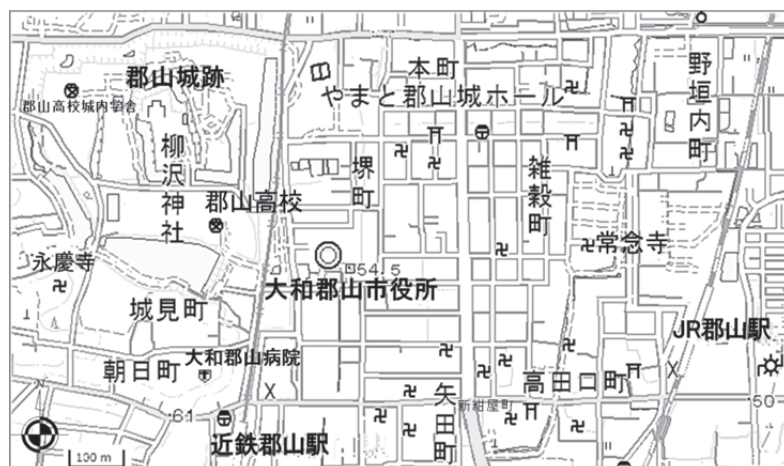 郡山城跡
郡山高校城内学舎
本町
やまと郡山城ホール
野垣内町
柳沢神社
堺町
雑穀町
郡山高校
常念寺
永慶寺
54.5
大和郡山市役所
城見町
JR郡山駅
大和郡山病院
朝日町
高田口町
矢田町
新紺屋町
X
X
61
50
近鉄郡山駅
100 m